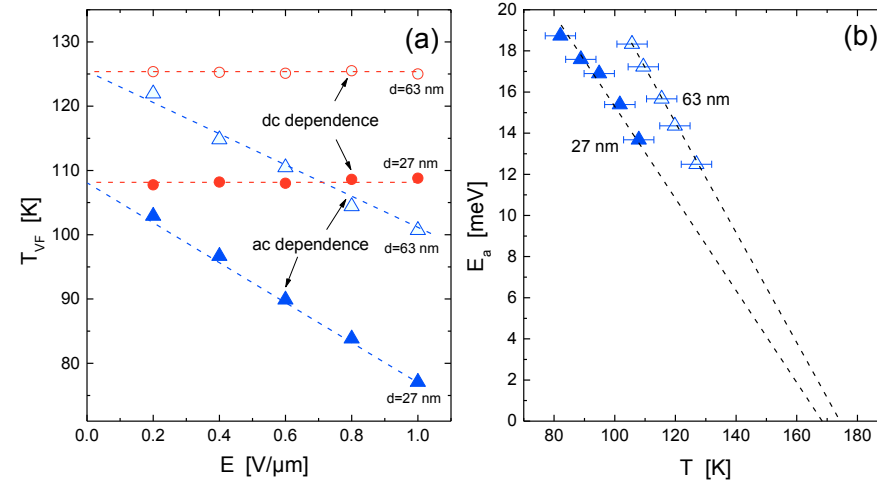 (a)
130
125
120
110
100
90
80
T_VF [K]
d=63 nm
dc dependence
d=27 nm
ac dependence
d=63 nm
d=27 nm
0.0 0.2 0.4 0.6 0.8 1.0
E [V/μm]
(b)
20
18
16
14
12
10
8
6
4
2
0
E_a [meV]
63 nm
27 nm
80 100 120 140 160 180
T [K]